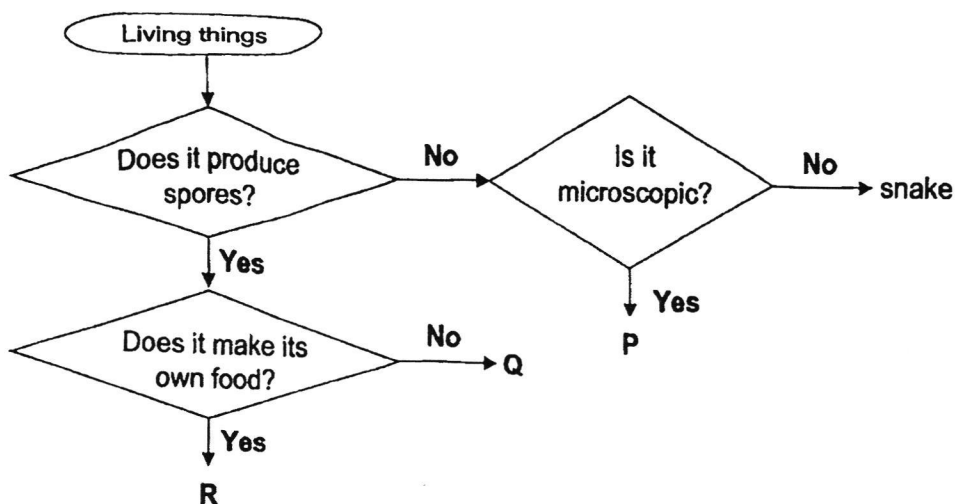 Living things
Does it produce
spores?
No
Is it
microscopic?
No
snake
Yes
Yes
P
Does it make its
own food?
No
Q
Yes
R